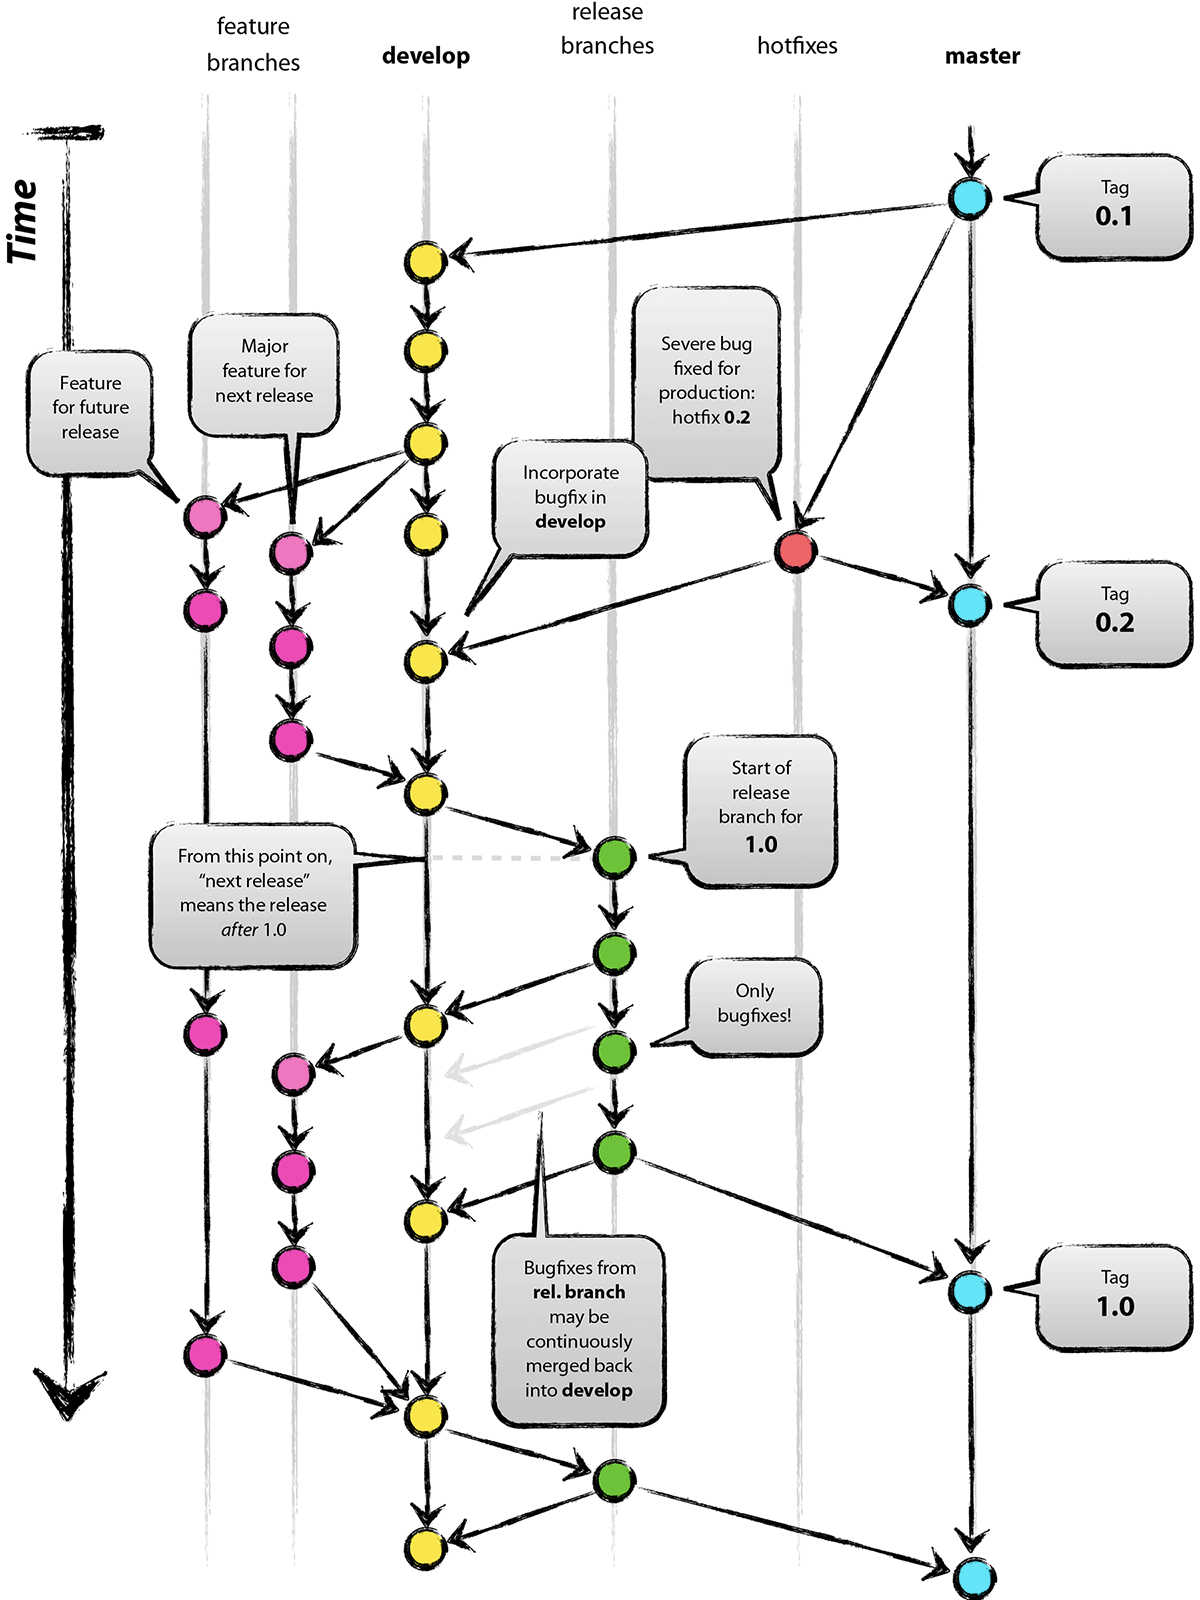 feature
branches
develop
release
branches
hotfixes
master
Time
Tag
0.1
Feature
for future
release
Major
feature for
next release
Severe bug
fixed for
production:
hotfix 0.2
Incorporate
bugfix in
develop
Tag
0.2
Start of
release
branch for
1.0
From this point on,
“next release”
means the release
after 1.0
Only
bugfixes!
Bugfixes from
rel. branch
may be
continuously
merged back
into develop
Tag
1.0